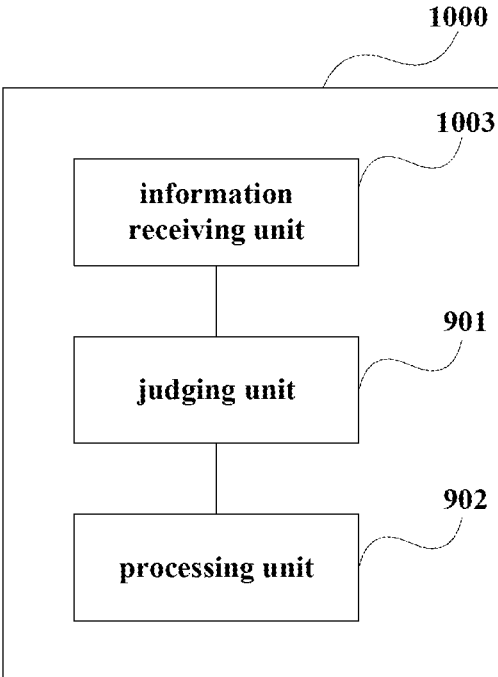 1000
1003
information
receiving unit
901
judging unit
902
processing unit